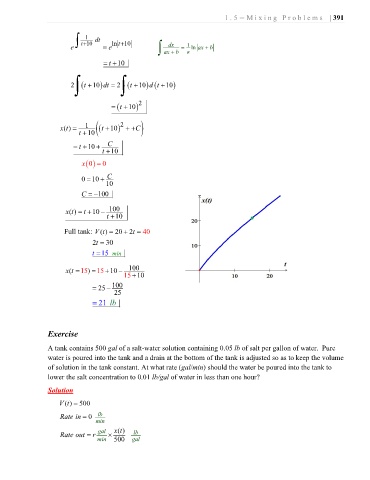 1.5 – Mixing Problems | 391
e^{∫ \frac{1}{t+10} dt} = e^{ln|t+10|}    ∫ \frac{dx}{ax+b} = \frac{1}{a} ln|ax+b|
= t + 10
2 ∫ (t+10) dt = 2 ∫ (t+10) d(t+10)
= (t+10)^2
x(t) = \frac{1}{t+10} ((t+10)^2 + +C)
= t + 10 + \frac{C}{t+10}
x(0) = 0
0 = 10 + \frac{C}{10}
C = −100
x(t) = t + 10 − \frac{100}{t+10}
Full tank: V(t) = 20 + 2t = 40
2t = 30
t = 15 min
x(t = 15) = 15 + 10 − \frac{100}{15+10}
= 25 − \frac{100}{25}
= 21 lb
x(t)
20
10
t
10 20
Exercise
A tank contains 500 gal of a salt-water solution containing 0.05 lb of salt per gallon of water. Pure
water is poured into the tank and a drain at the bottom of the tank is adjusted so as to keep the volume
of solution in the tank constant. At what rate (gal/min) should the water be poured into the tank to
lower the salt concentration to 0.01 lb/gal of water in less than one hour?
Solution
V(t) = 500
Rate in = 0 \frac{lb}{min}
Rate out = r \frac{gal}{min} × \frac{x(t)}{500} \frac{lb}{gal}